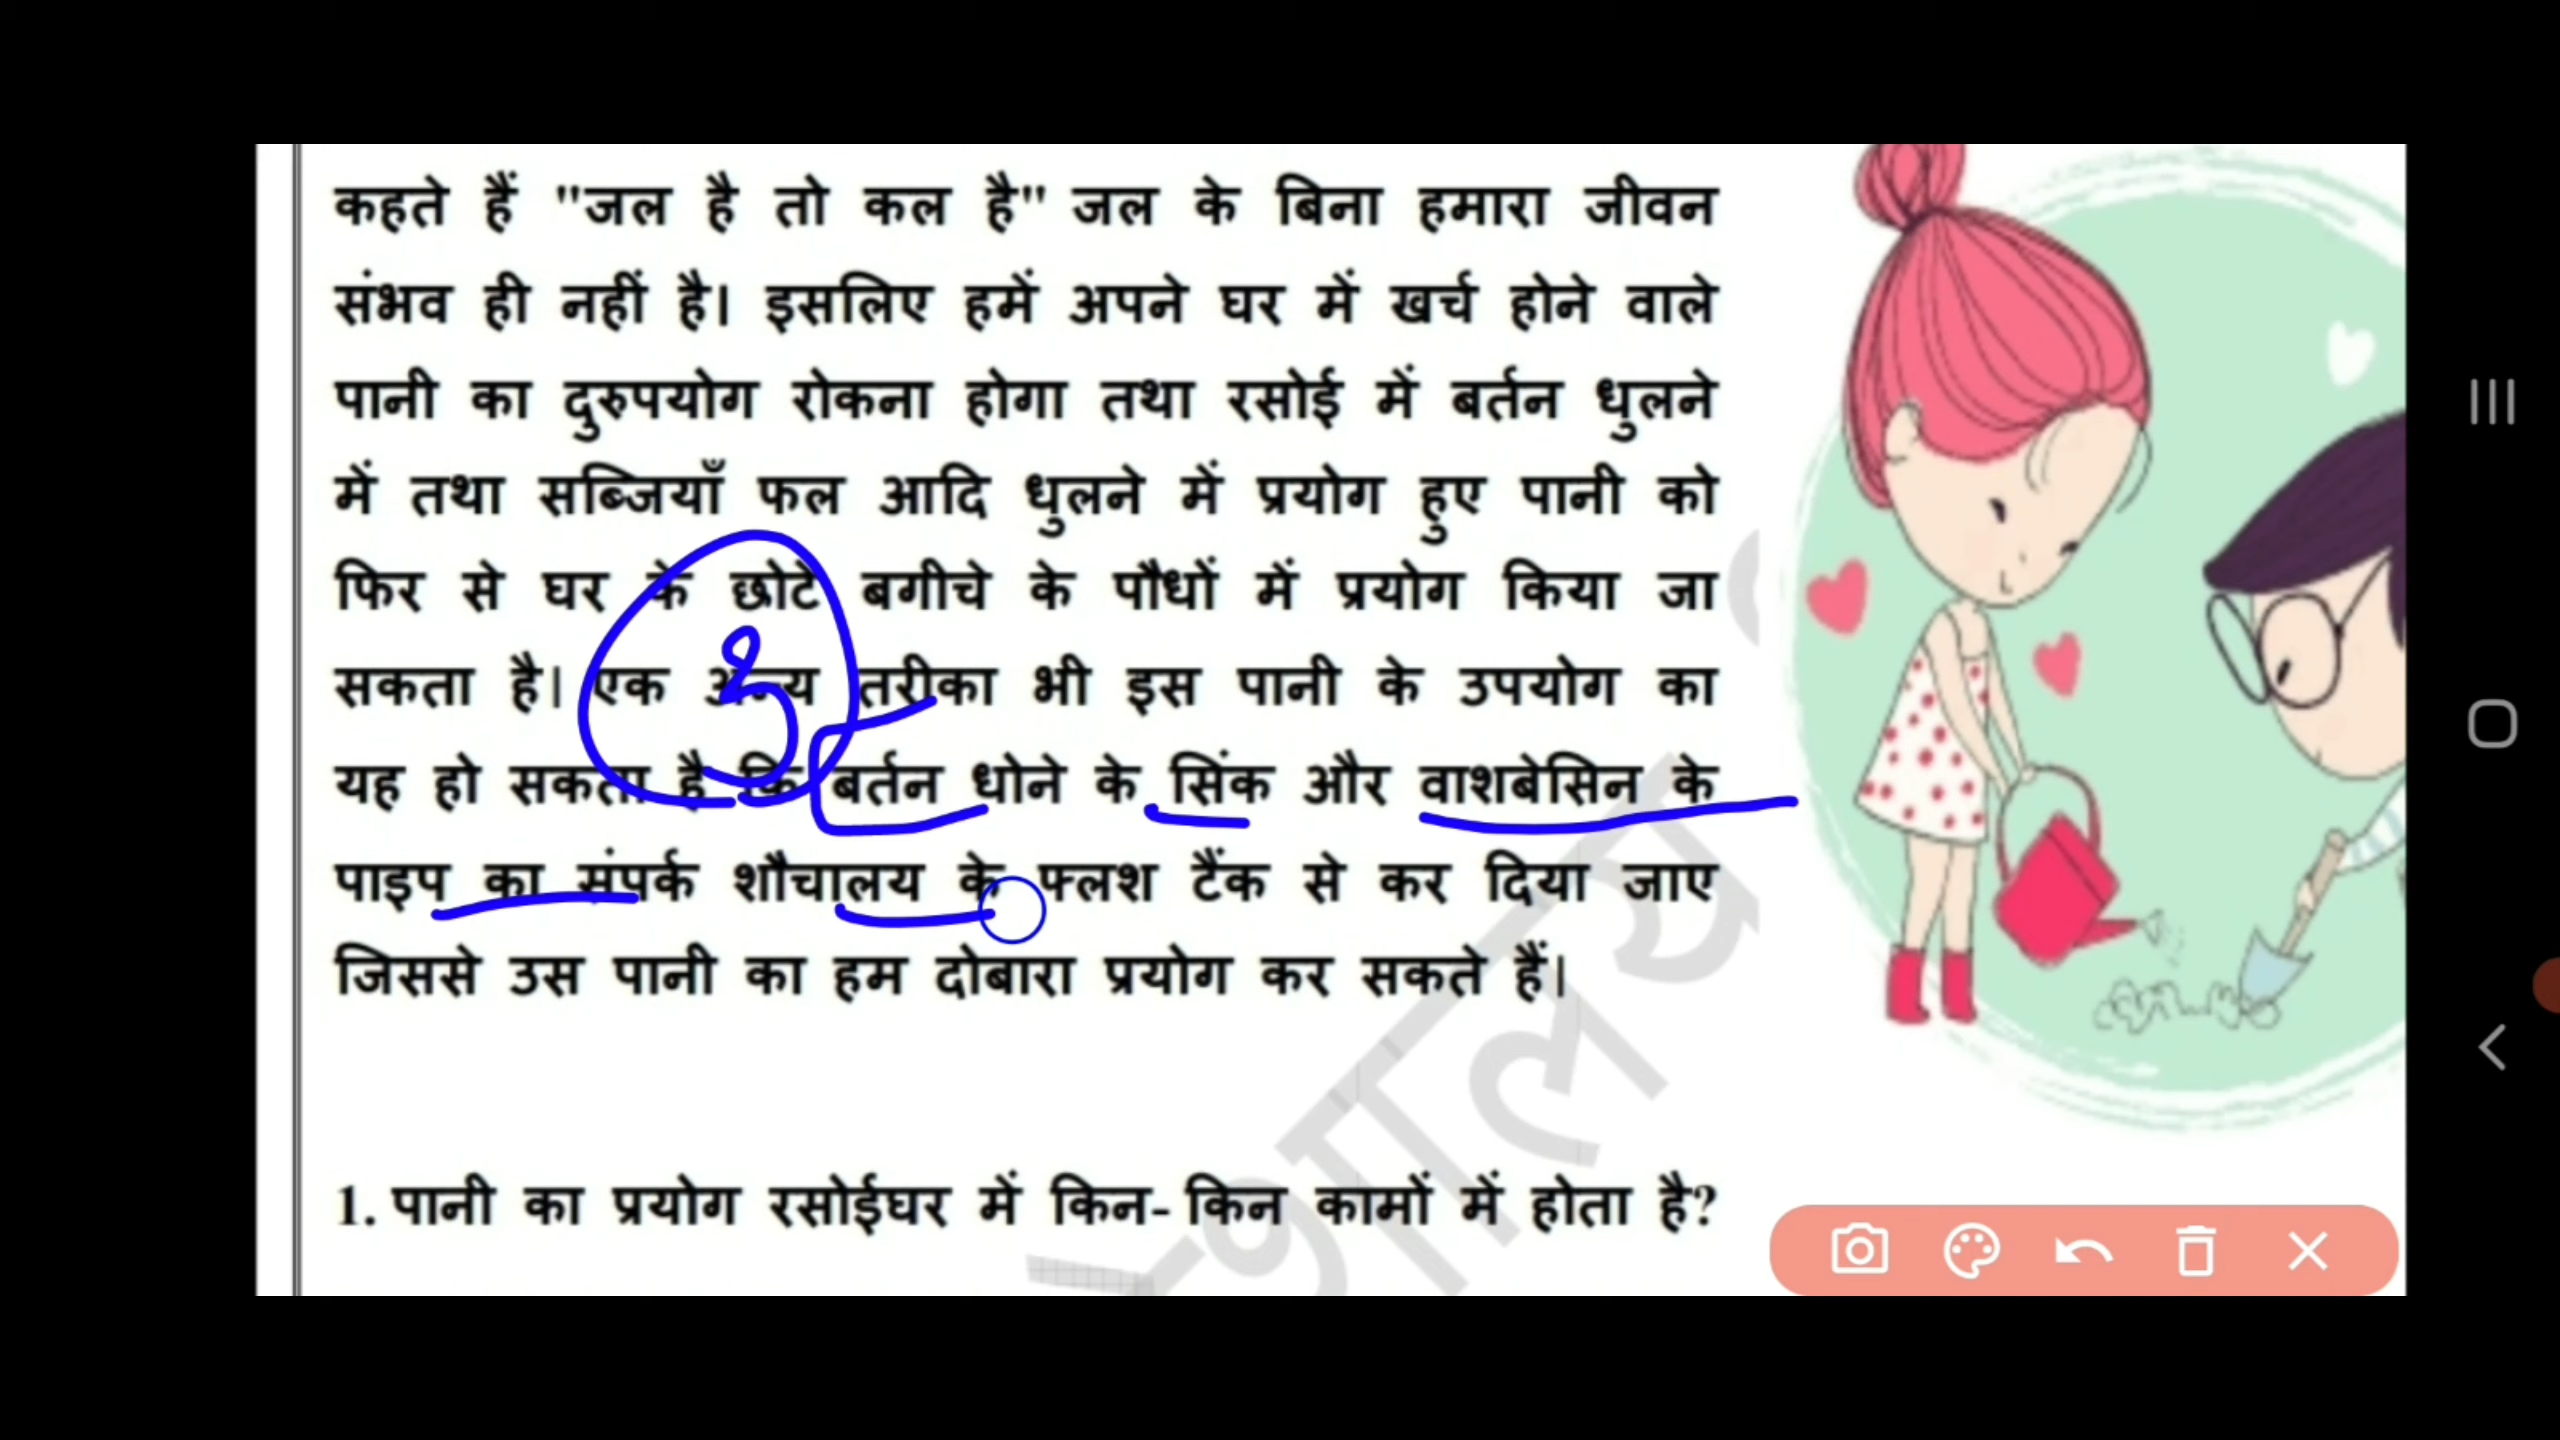 कहते हैं "जल है तो कल है" जल के बिना हमारा जीवन
संभव ही नहीं है। इसलिए हमें अपने घर में खर्च होने वाले
पानी का दुरुपयोग रोकना होगा तथा रसोई में बर्तन धुलने
में तथा सब्जियाँ फल आदि धुलने में प्रयोग हुए पानी को
फिर से घर के छोटे बगीचे के पौधों में प्रयोग किया जा
सकता है। एक अन्य तरीका भी इस पानी के उपयोग का
यह हो सकता है कि बर्तन धोने के सिंक और वाशबेसिन के
पाइप का संपर्क शौचालय के फ्लश टैंक से कर दिया जाए
जिससे उस पानी का हम दोबारा प्रयोग कर सकते हैं।
1. पानी का प्रयोग रसोईघर में किन- किन कामों में होता है?